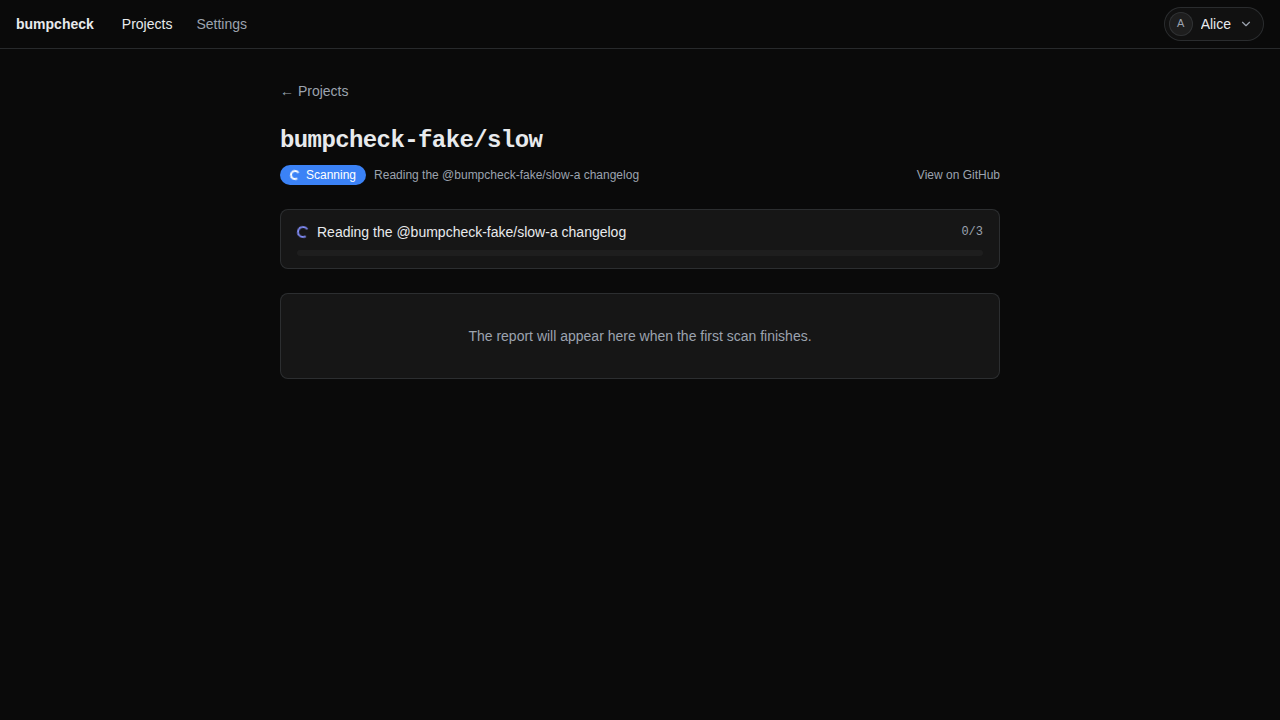 bumpcheck Projects Settings A Alice
← Projects
bumpcheck-fake/slow
Scanning Reading the @bumpcheck-fake/slow-a changelog View on GitHub
Reading the @bumpcheck-fake/slow-a changelog 0/3
The report will appear here when the first scan finishes.